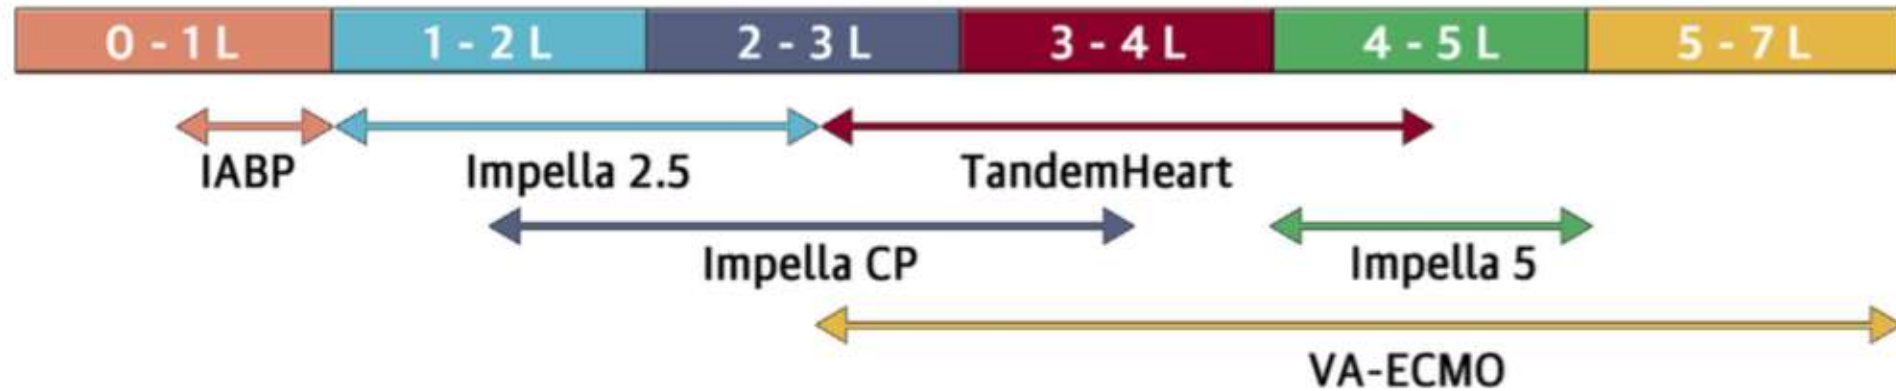 0 - 1 L 1 - 2 L 2 - 3 L 3 - 4 L 4 - 5 L 5 - 7 L
IABP Impella 2.5 TandemHeart
Impella CP Impella 5
VA-ECMO